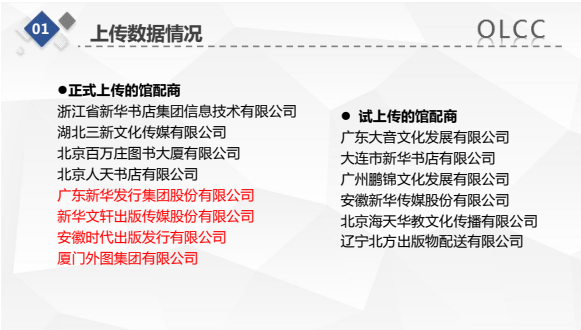 01
上传数据情况
OLCC
●正式上传的馆配商
浙江省新华书店集团信息技术有限公司
湖北三新文化传媒有限公司
北京百万庄图书大厦有限公司
北京人天书店有限公司
广东新华发行集团股份有限公司
新华文轩出版传媒股份有限公司
安徽时代出版发行有限公司
厦门外图集团有限公司
● 试上传的馆配商
广东大音文化发展有限公司
大连市新华书店有限公司
广州鹏锦文化发展有限公司
安徽新华传媒股份有限公司
北京海天华教文化传播有限公司
辽宁北方出版物配送有限公司